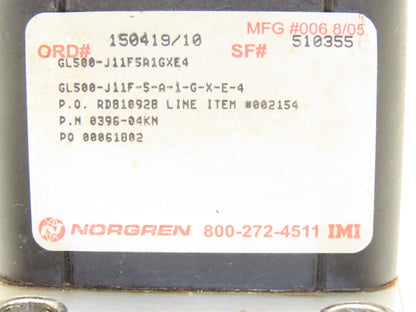 MFG #006 8/05
ORD# 150419/10 SF# 510355
GL500-J11F5A1GXE4
GL500-J11F-5-A-1-G-X-E-4
P.O. RD810928 LINE ITEM #002154
P.N 0396-04KN
PO 00061802
NORGREN 800-272-4511 IMI